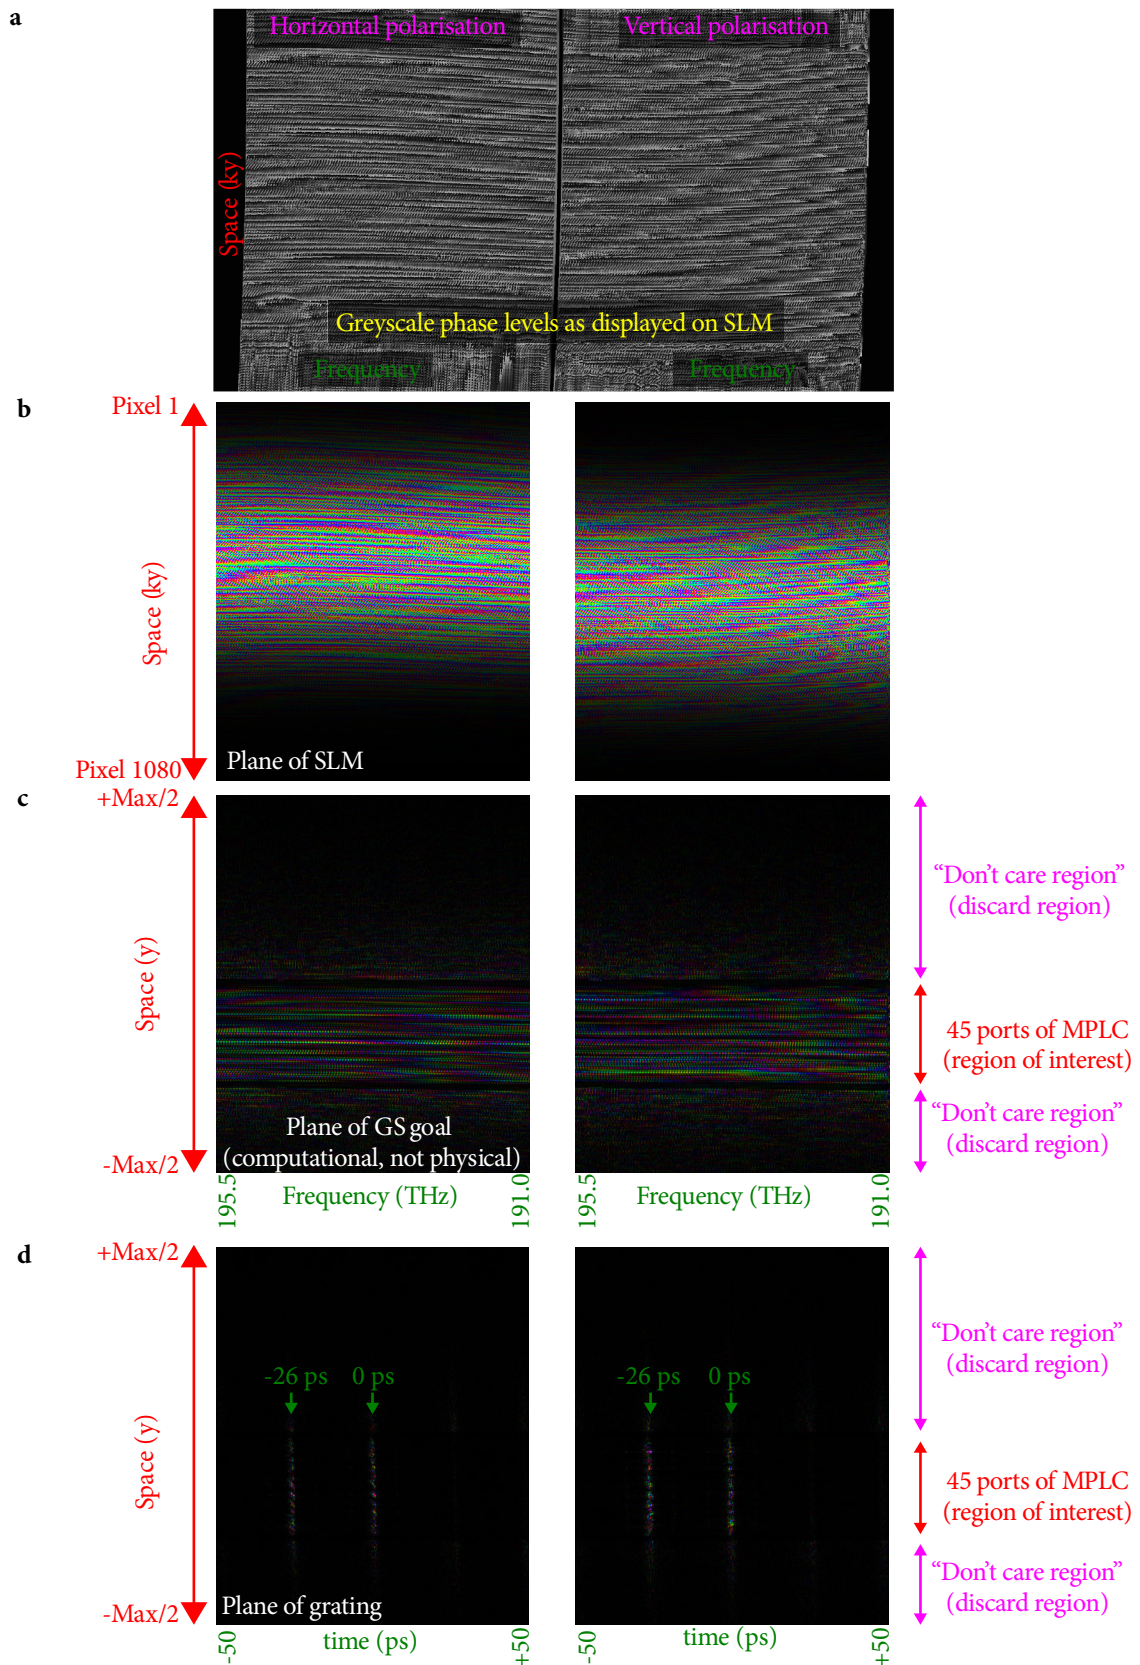 a
Horizontal polarisation
Vertical polarisation
Space (ky)
Greyscale phase levels as displayed on SLM
Frequency
Frequency
b
Pixel 1
Space (ky)
Pixel 1080
Plane of SLM
c
+Max/2
Space (y)
-Max/2
Plane of GS goal
(computational, not physical)
“Don't care region”
(discard region)
45 ports of MPLC
(region of interest)
“Don't care region”
(discard region)
195.5
Frequency (THz)
191.0
195.5
Frequency (THz)
191.0
d
+Max/2
Space (y)
-Max/2
-26 ps
0 ps
-26 ps
0 ps
Plane of grating
“Don't care region”
(discard region)
45 ports of MPLC
(region of interest)
“Don't care region”
(discard region)
-50
time (ps)
+50
-50
time (ps)
+50